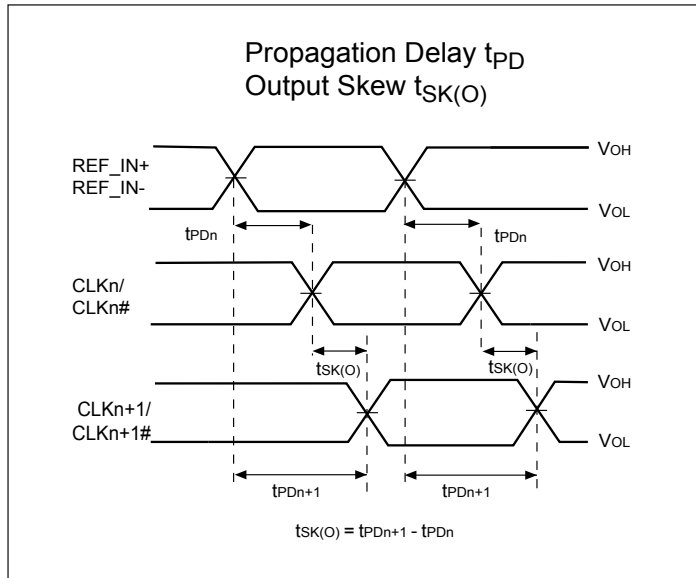 Propagation Delay tPD
Output Skew tSK(O)
REF_IN+
REF_IN-
VOH
VOL
tPDn
tPDn
CLKn/
CLKn#
VOH
VOL
tSK(O)
tSK(O)
CLKn+1/
CLKn+1#
VOH
VOL
tPDn+1
tPDn+1
tSK(O) = tPDn+1 - tPDn